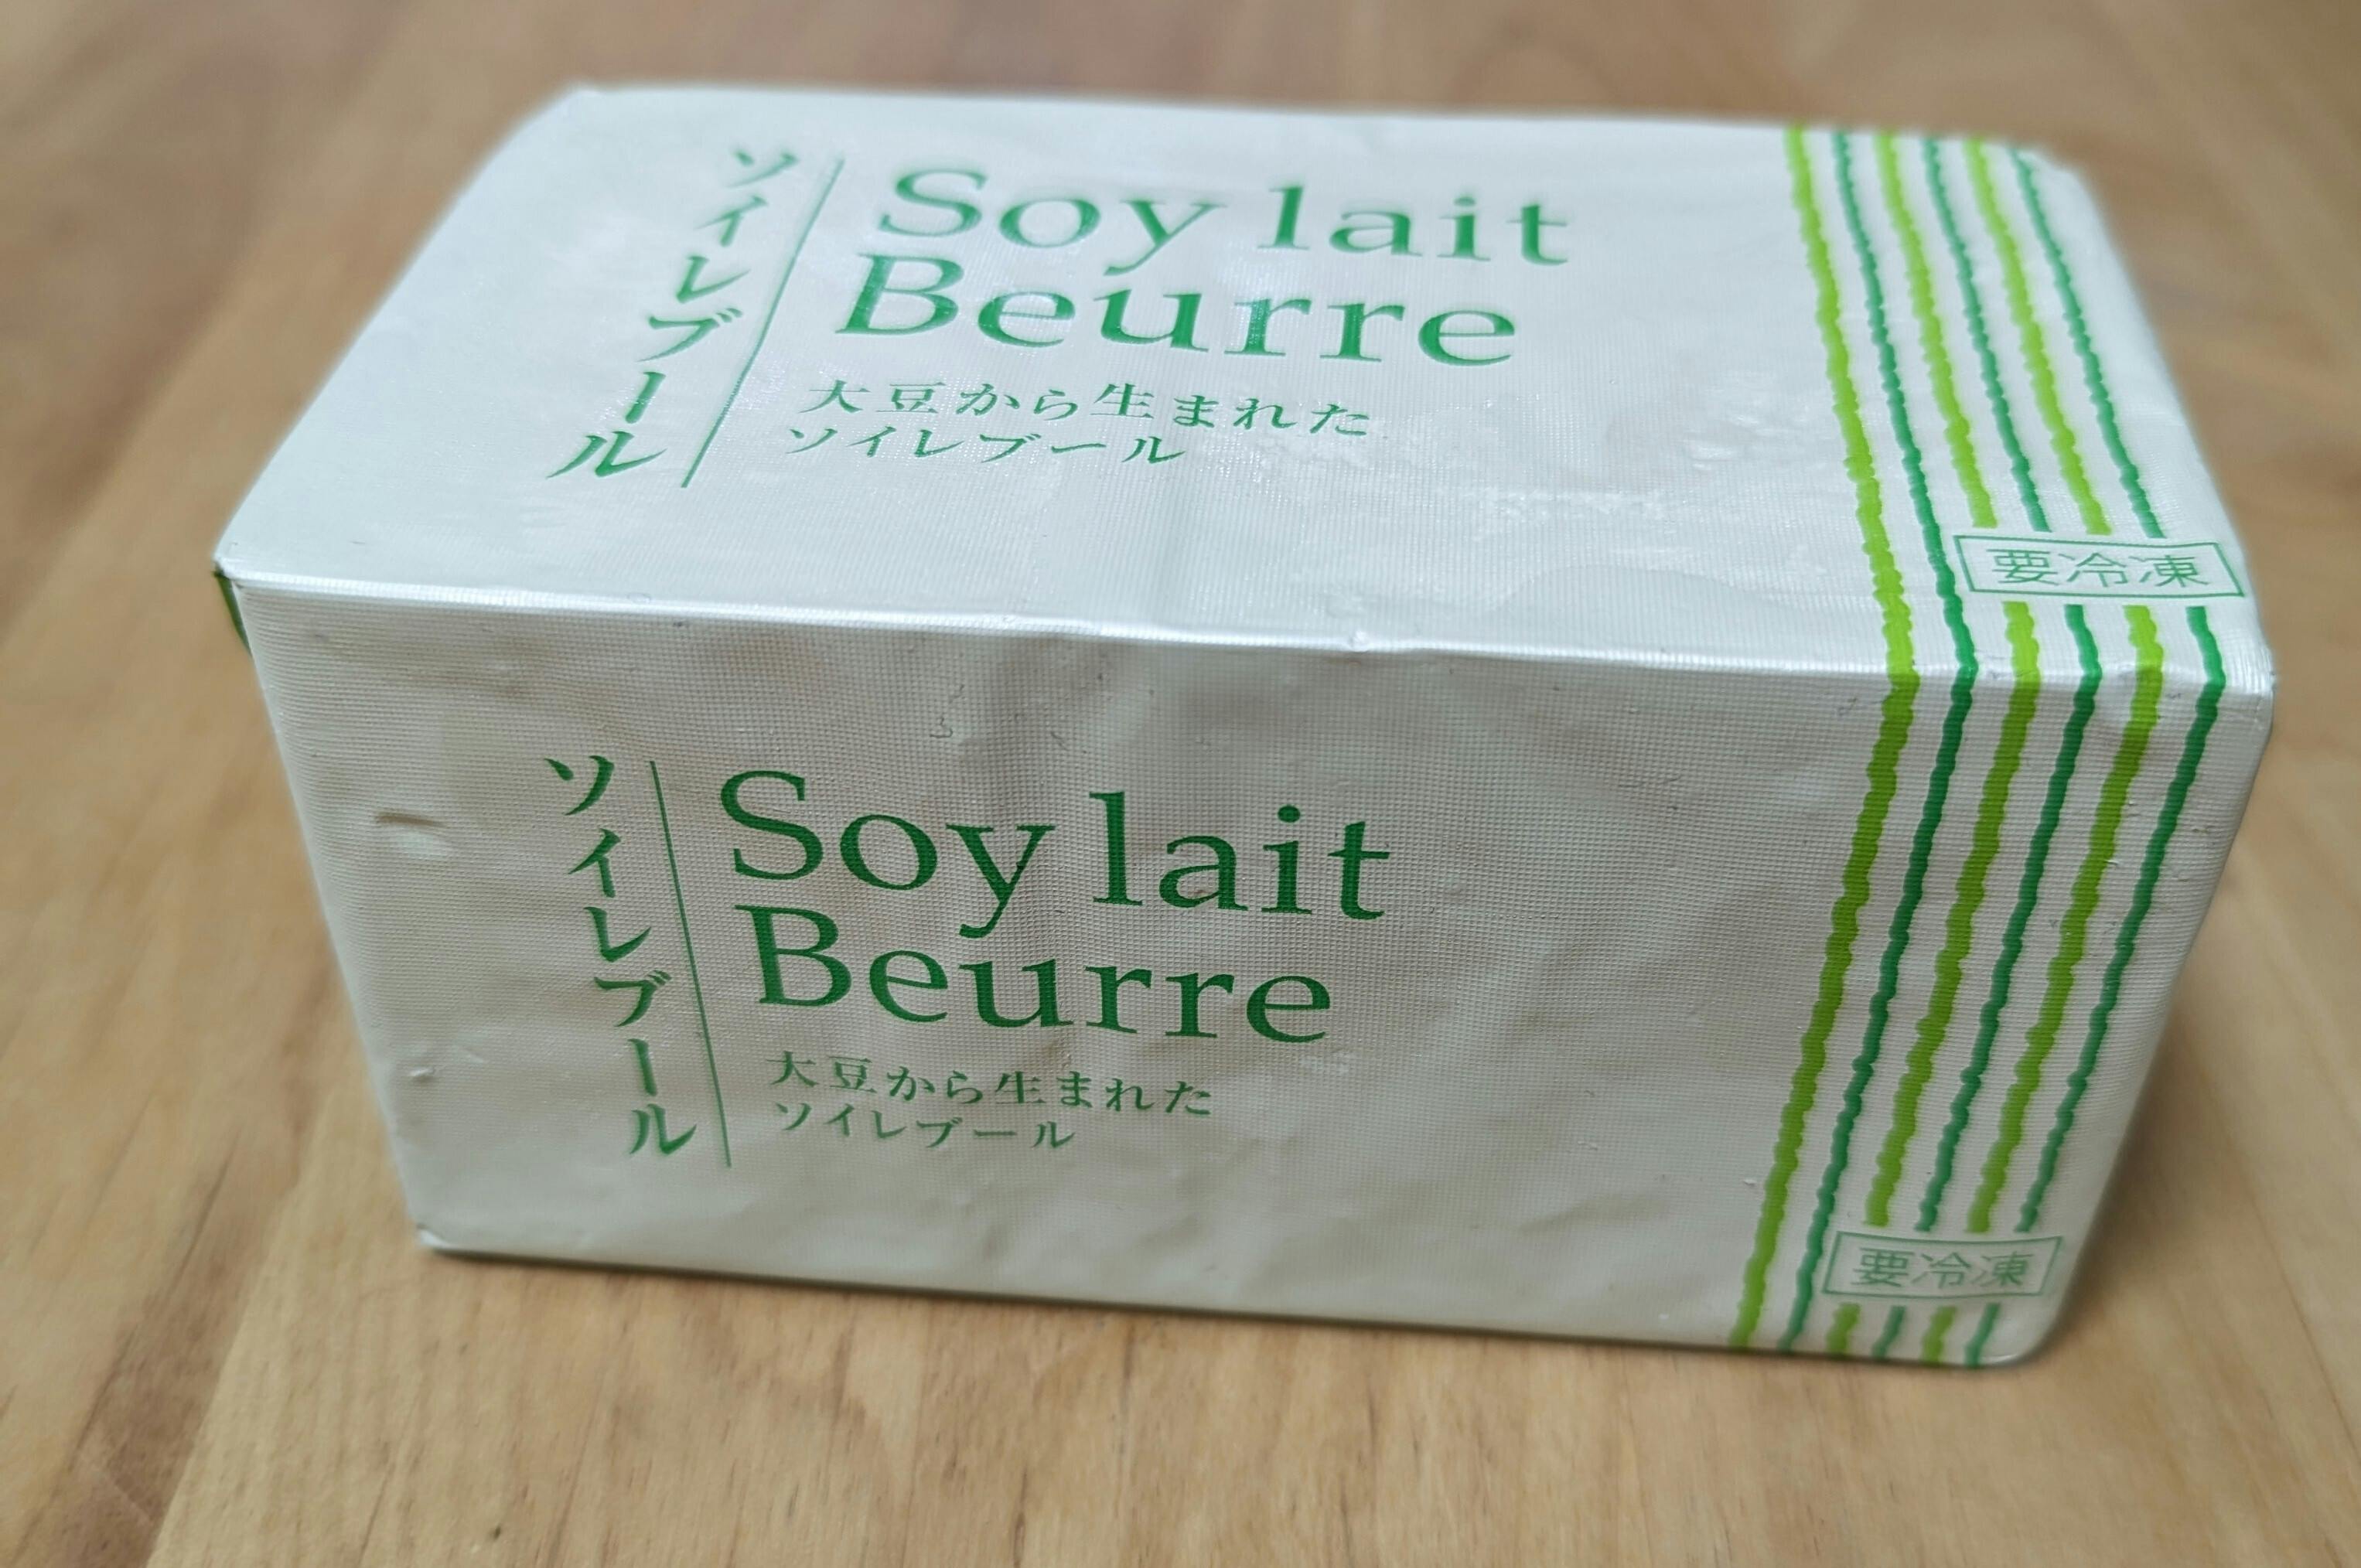 ソイレブール
Soy lait
Beurre
大豆から生まれた
ソイレブール
要冷凍
ソイレブール
Soy lait
Beurre
大豆から生まれた
ソイレブール
要冷凍